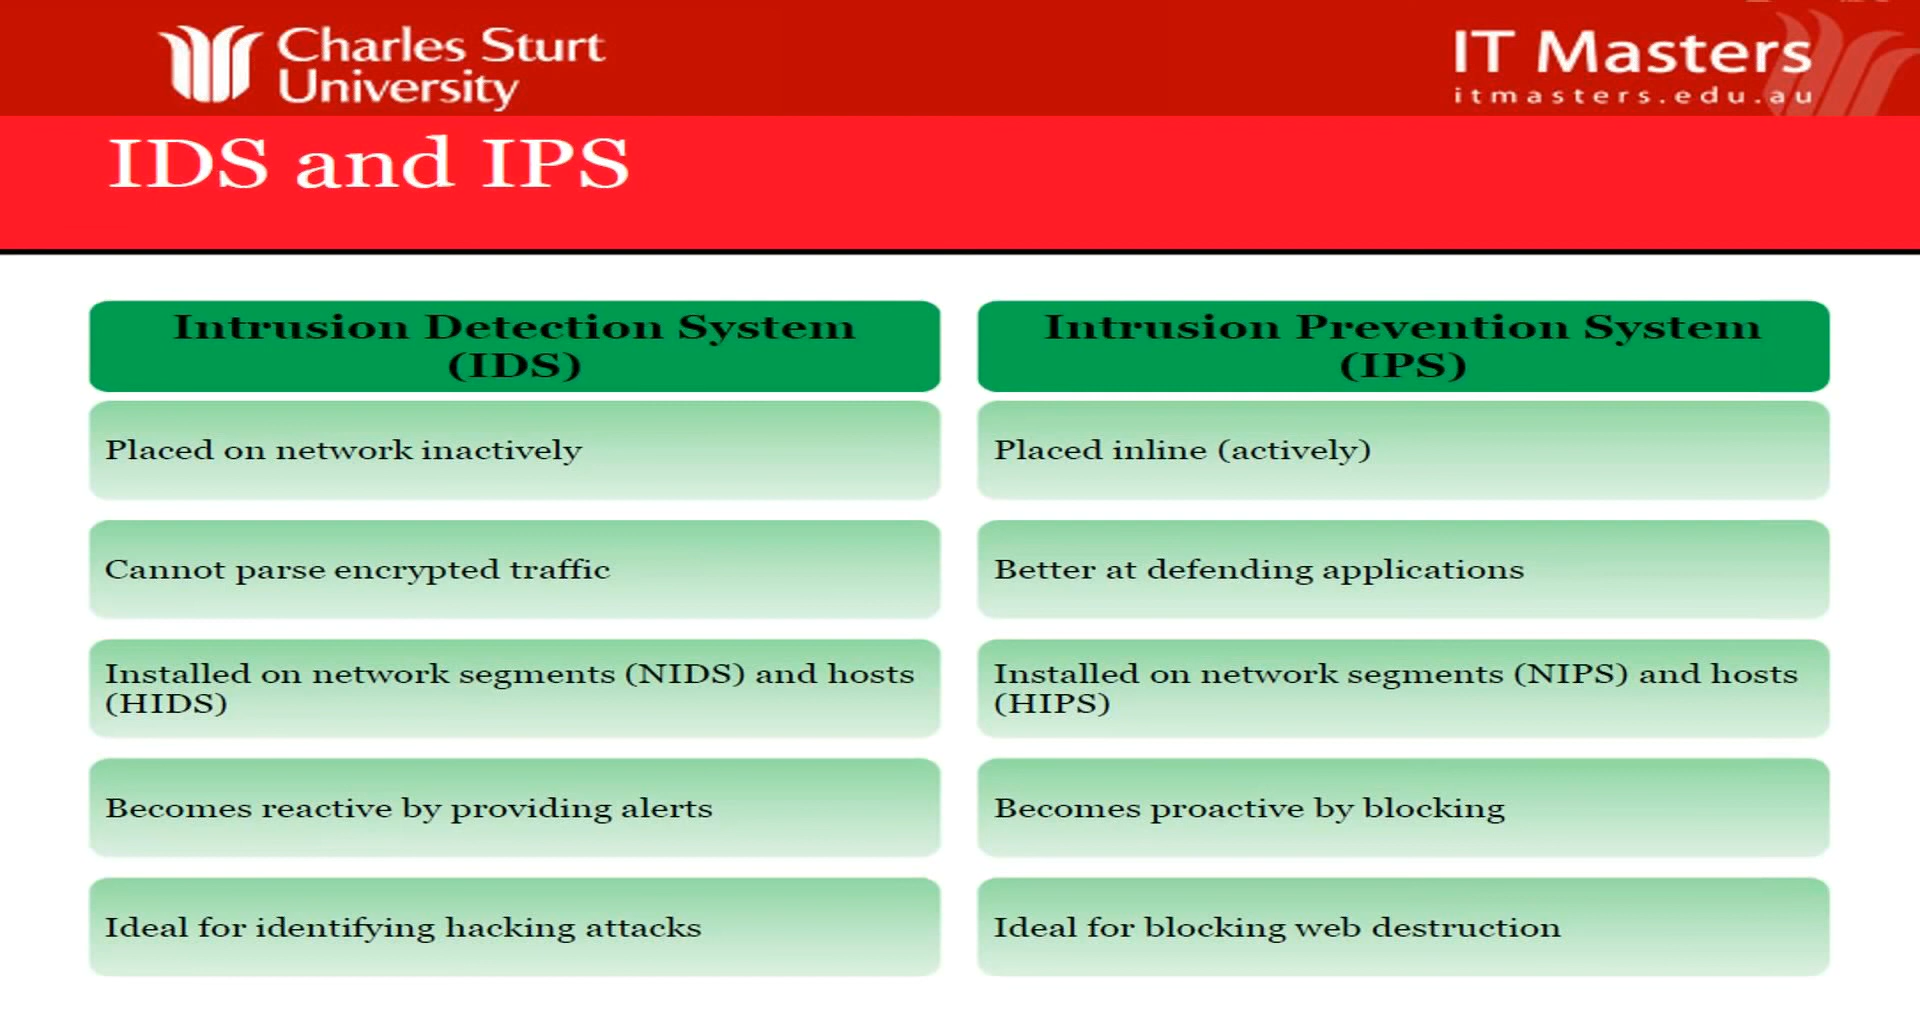 Charles Sturt
University
IT Masters
itmasters.edu.au
IDS and IPS
Intrusion Detection System
(IDS)
Placed on network inactively
Cannot parse encrypted traffic
Installed on network segments (NIDS) and hosts
(HIDS)
Becomes reactive by providing alerts
Ideal for identifying hacking attacks
Intrusion Prevention System
(IPS)
Placed inline (actively)
Better at defending applications
Installed on network segments (NIPS) and hosts
(HIPS)
Becomes proactive by blocking
Ideal for blocking web destruction